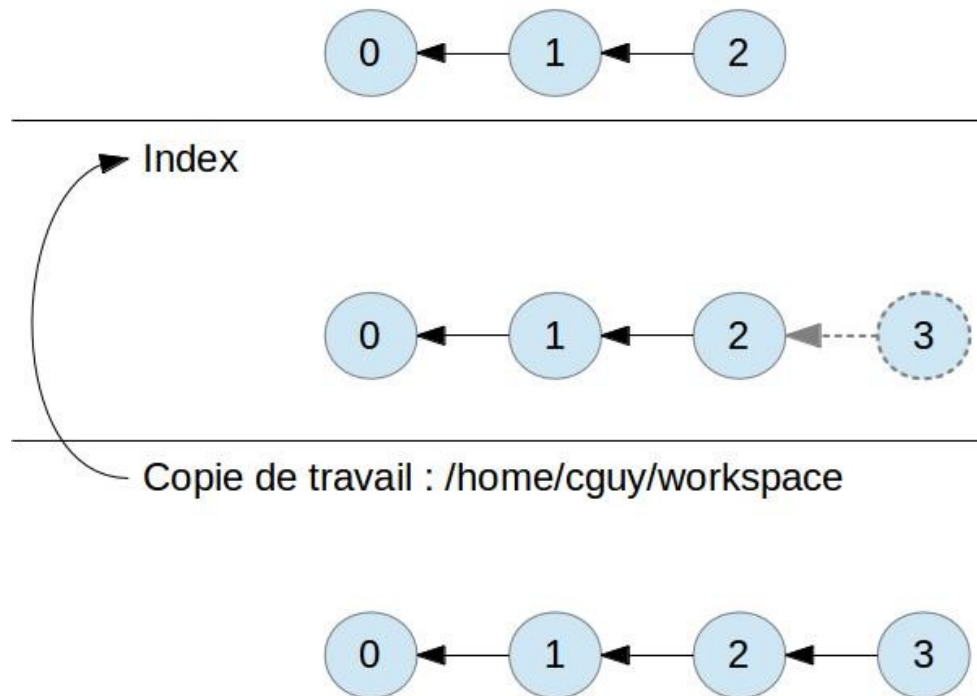 0 1 2
Index
0 1 2 3
Copie de travail : /home/cguy/workspace
0 1 2 3